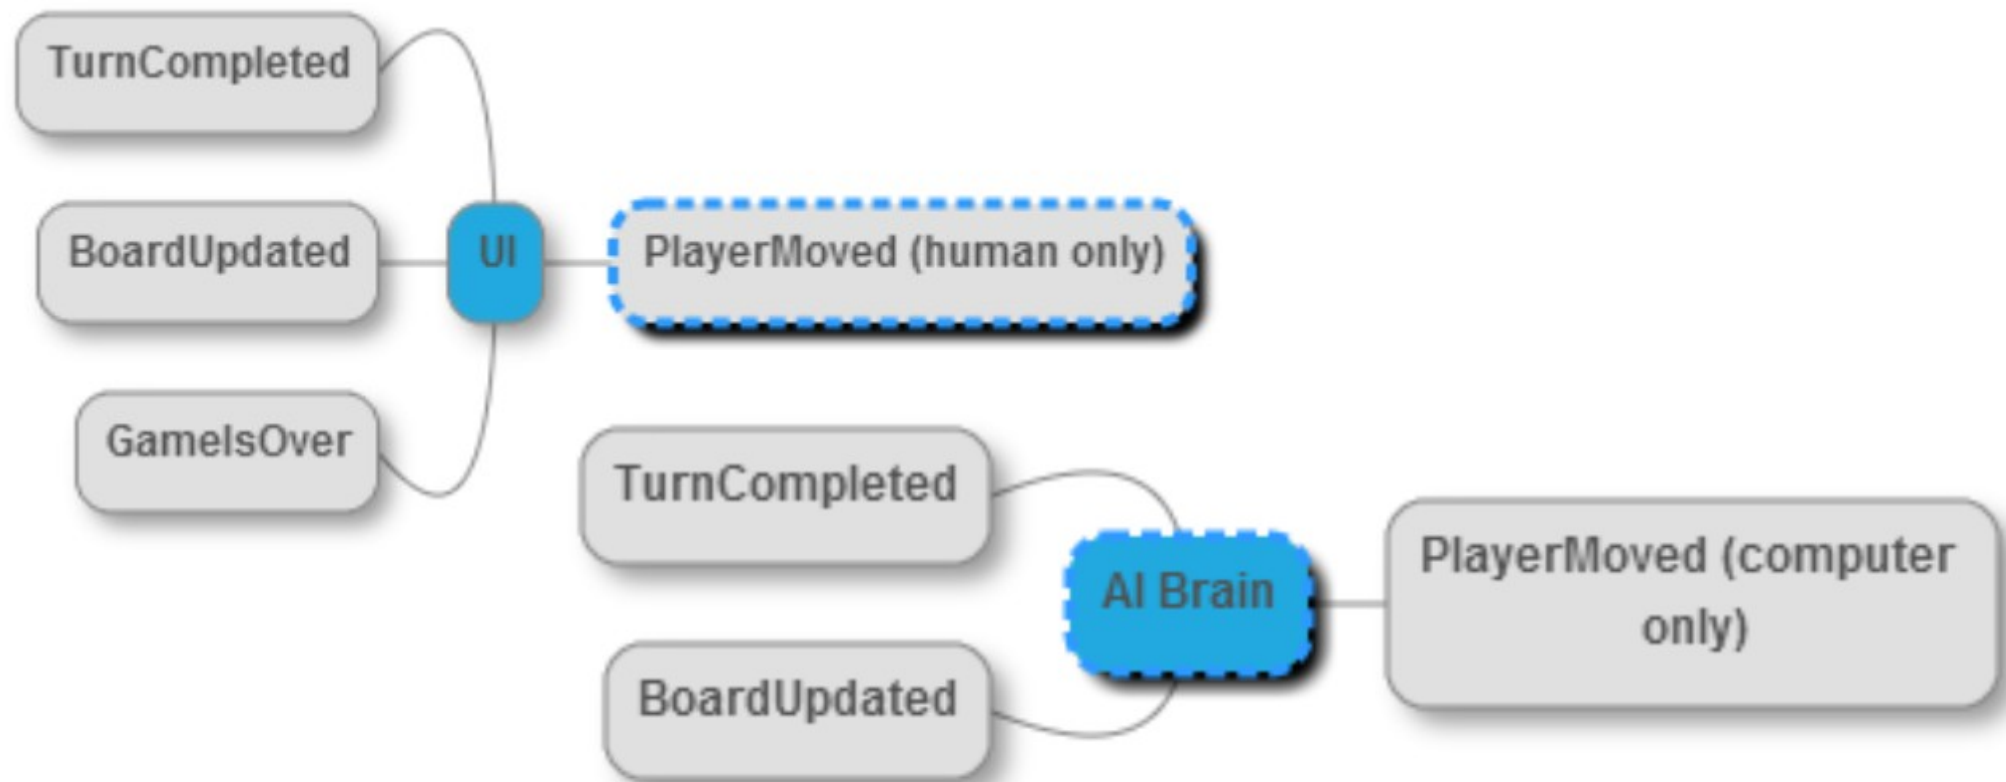 TurnCompleted
BoardUpdated
UI
PlayerMoved (human only)
GameIsOver
TurnCompleted
AI Brain
PlayerMoved (computer
only)
BoardUpdated